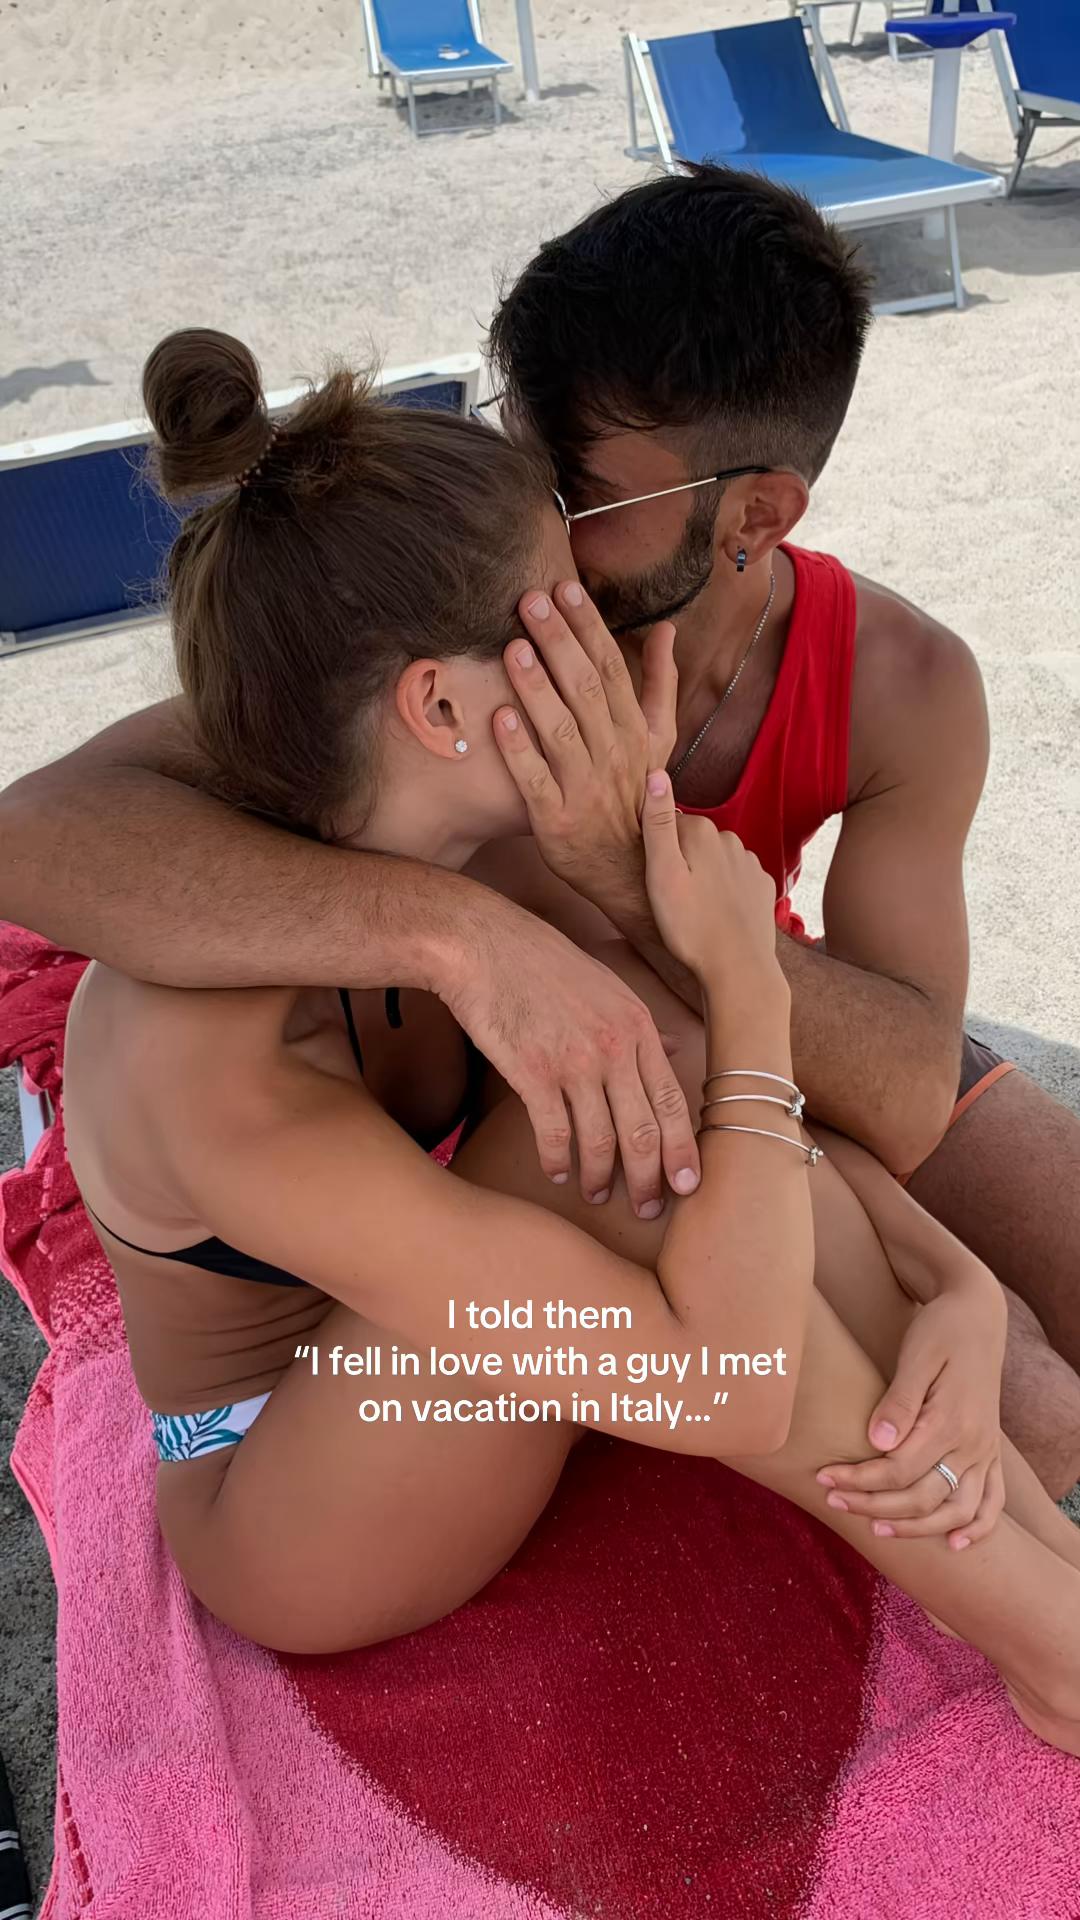 I told them
“I fell in love with a guy I met
on vacation in Italy...”